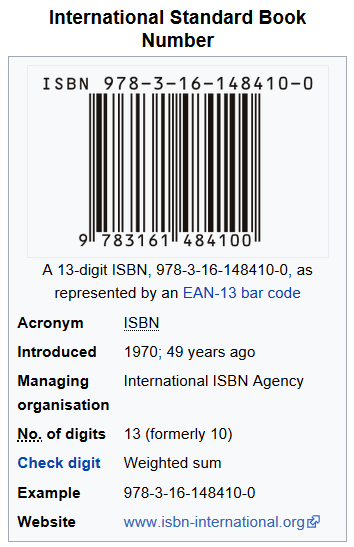 International Standard Book
Number
ISBN 978-3-16-148410-0
9 783161 484100
A 13-digit ISBN, 978-3-16-148410-0, as
represented by an EAN-13 bar code
Acronym ISBN
Introduced 1970; 49 years ago
Managing International ISBN Agency
organisation
No. of digits 13 (formerly 10)
Check digit Weighted sum
Example 978-3-16-148410-0
Website www.isbn-international.org